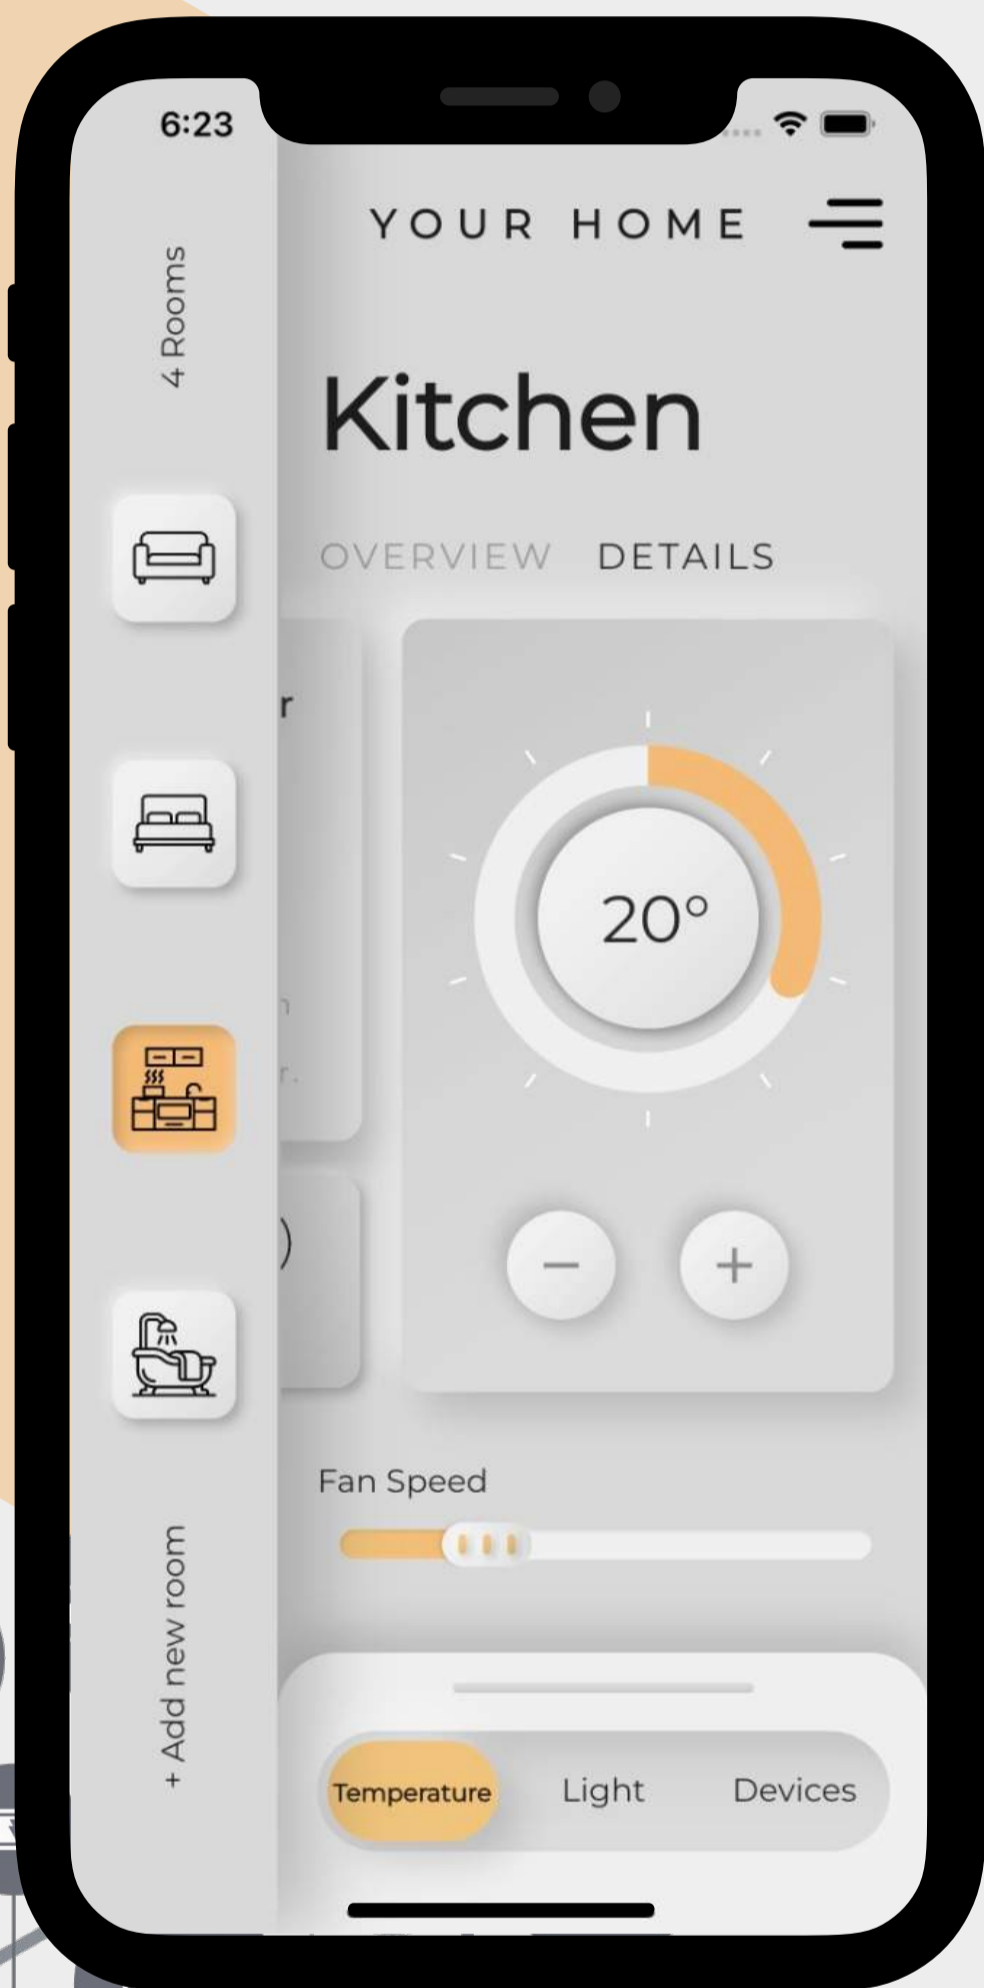 6:23
4 Rooms
YOUR HOME
Kitchen
OVERVIEW DETAILS
20°
Fan Speed
+ Add new room
Temperature Light Devices